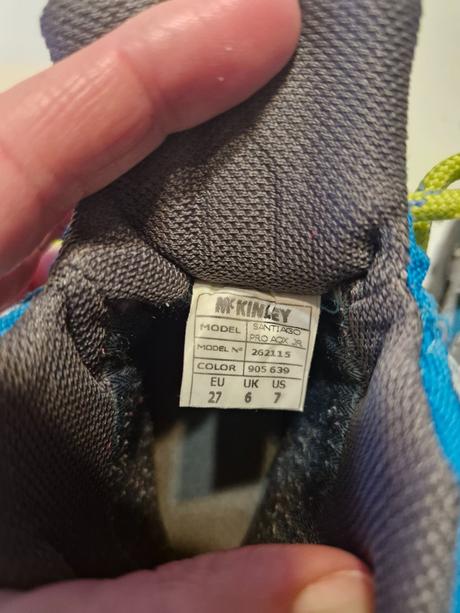 McKINLEY
MODEL SANTIAGO PRO AQX JR
MODEL Nº 262115
COLOR 905 639
EU UK US
27 6 7